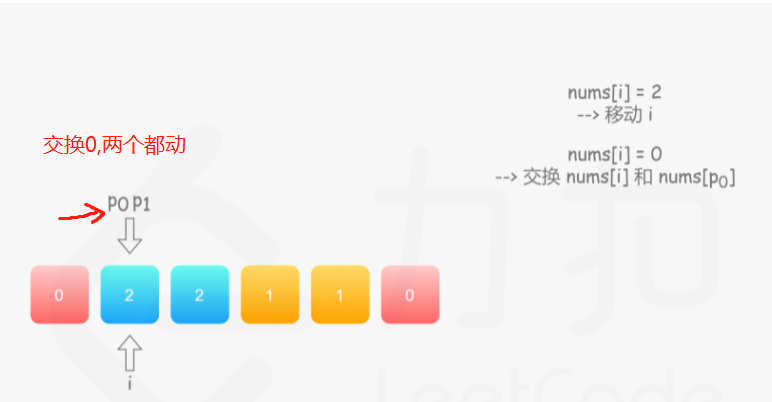 nums[i] = 2
--> 移动 i
nums[i] = 0
--> 交换 nums[i] 和 nums[p₀]
交换0,两个都动
P0 P1
0 2 2 1 1 0
i
力扣
LeetCode